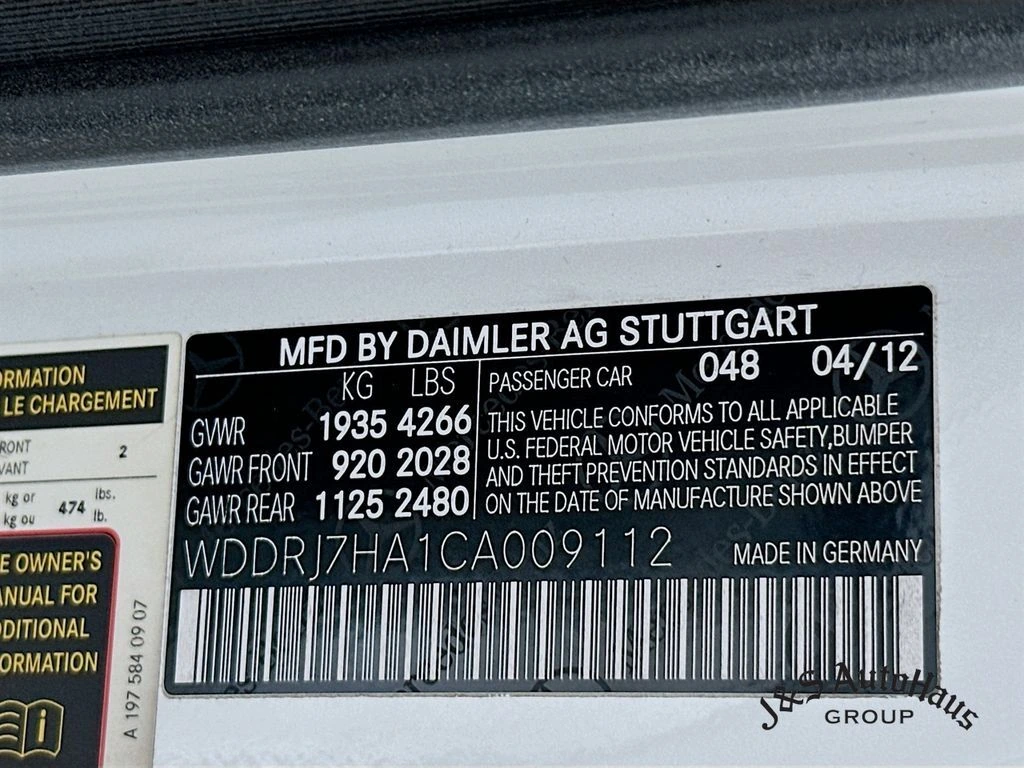 MFD BY DAIMLER AG STUTTGART
KG LBS
GVWR 1935 4266
GAWR FRONT 920 2028
GAWR REAR 1125 2480
PASSENGER CAR 048 04/12
THIS VEHICLE CONFORMS TO ALL APPLICABLE
U.S. FEDERAL MOTOR VEHICLE SAFETY,BUMPER
AND THEFT PREVENTION STANDARDS IN EFFECT
ON THE DATE OF MANUFACTURE SHOWN ABOVE
WDDRJ7HA1CA009112 MADE IN GERMANY
ORMATION
LE CHARGEMENT
RONT
VANT 2
kg or
kg ou 474 lbs.
lb.
E OWNER'S
ANUAL FOR
DDITIONAL
FORMATION
A 197 584 09 07
J&S AutoHaus
GROUP